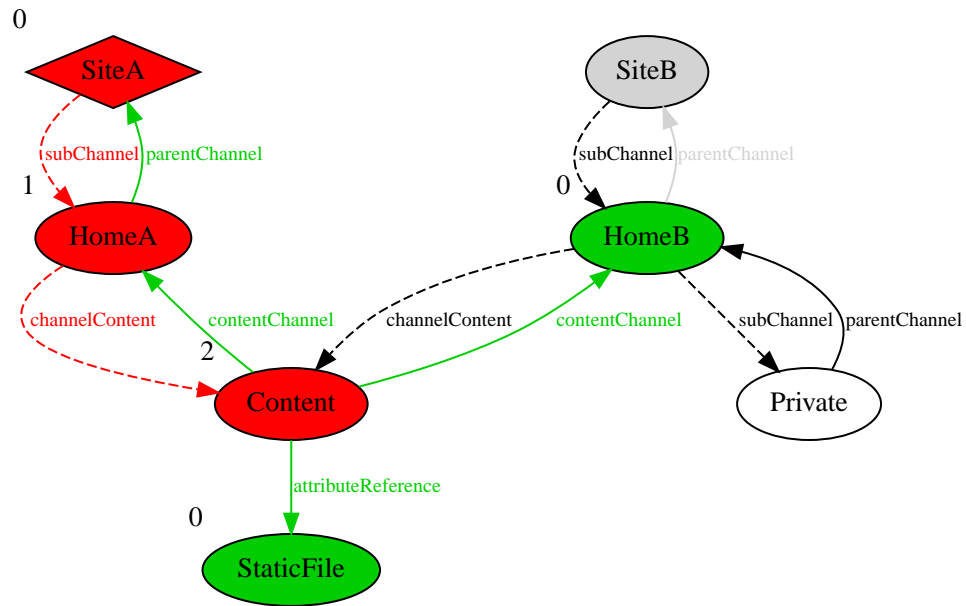 0
SiteA
SiteB
subChannel
parentChannel
subChannel
parentChannel
1
0
HomeA
HomeB
channelContent
contentChannel
channelContent
contentChannel
subChannel
parentChannel
2
Content
Private
attributeReference
0
StaticFile